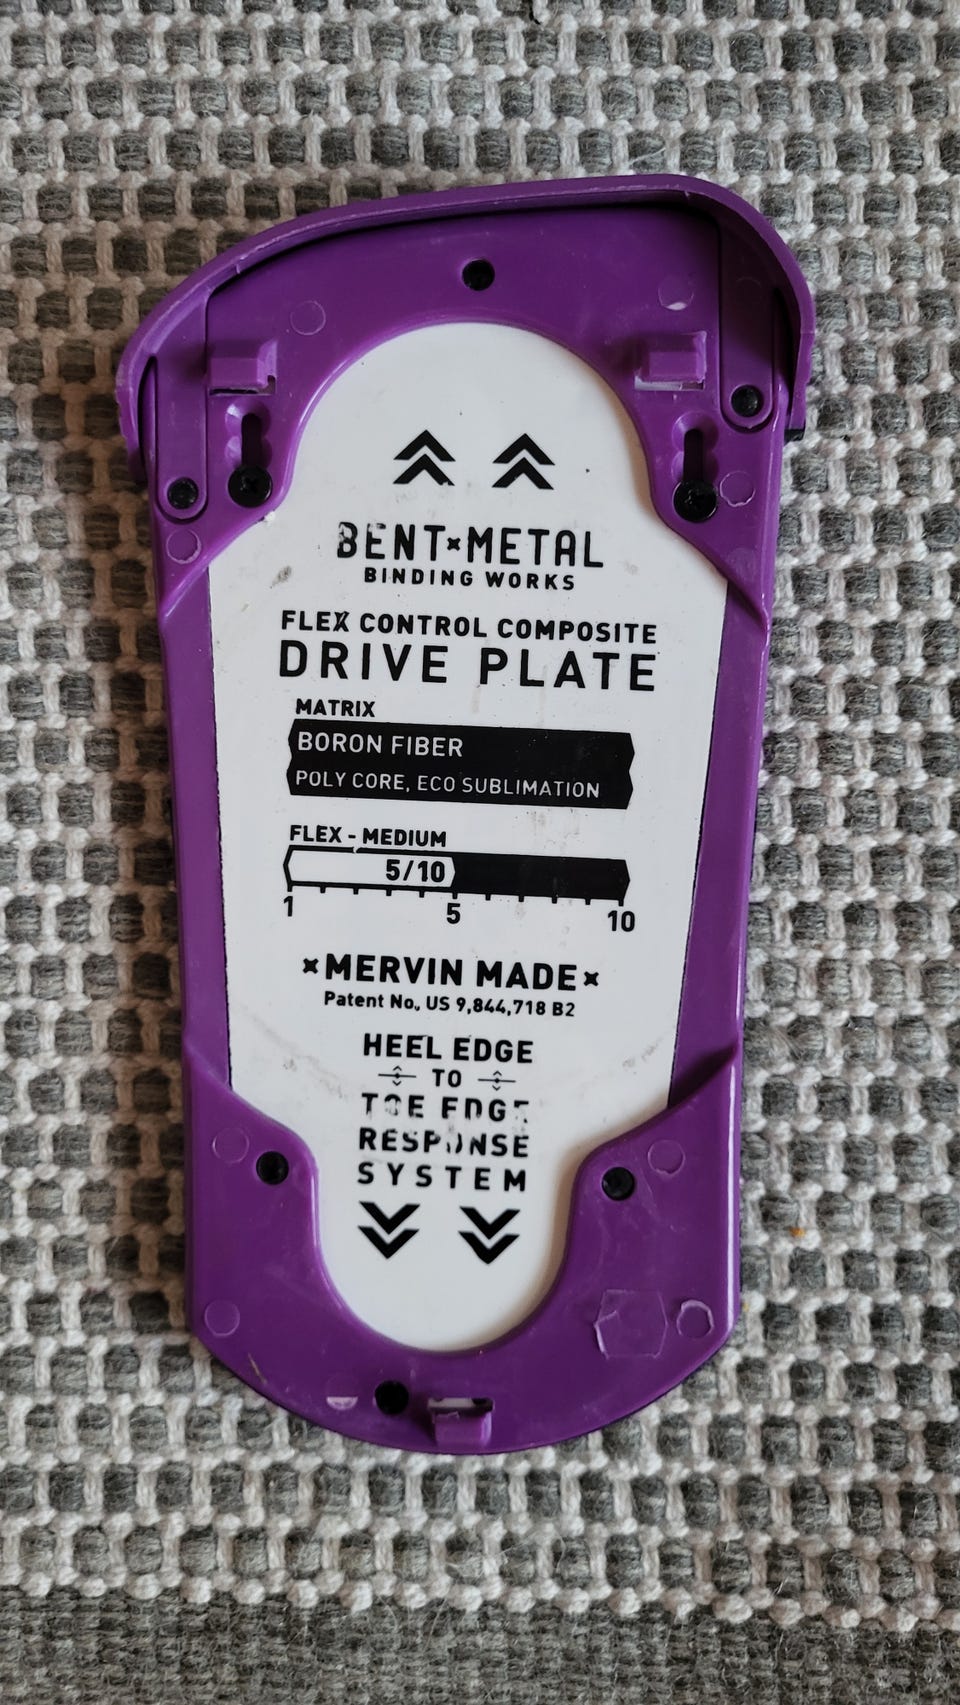 BENT×METAL
BINDING WORKS
FLEX CONTROL COMPOSITE
DRIVE PLATE
MATRIX
BORON FIBER
POLY CORE, ECO SUBLIMATION
FLEX - MEDIUM
5/10
1 5 10
×MERVIN MADE×
Patent No. US 9,844,718 B2
HEEL EDGE
TO
TOE EDGE
RESPONSE
SYSTEM